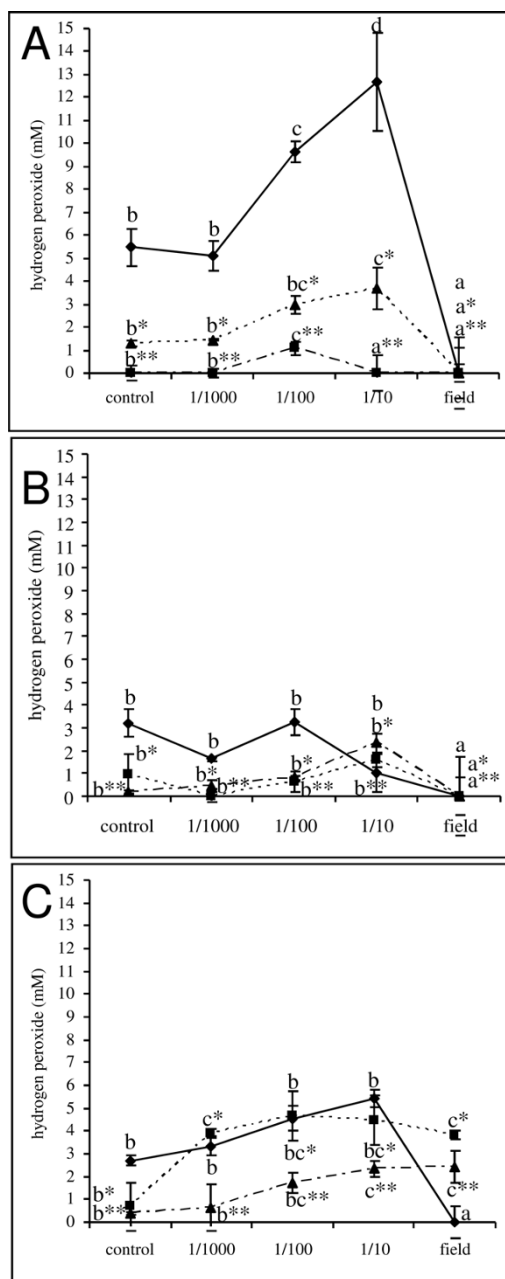 A
15
14
13
12
11
10
9
8
7
6
5
4
3
2
1
0
hydrogen peroxide (mM)
d
c
b b
c*
a
bc* a*
b* b* c** a** a**
b** b**
control 1/1000 1/100 1/10 field
B
15
14
13
12
11
10
9
8
7
6
5
4
3
2
1
0
hydrogen peroxide (mM)
b b b
b b* a
b* b* b* a*
b** b** b** b** a**
control 1/1000 1/100 1/10 field
C
15
14
13
12
11
10
9
8
7
6
5
4
3
2
1
0
hydrogen peroxide (mM)
b b
b c* c*
b bc* bc*
b* bc** c** c**
b** b** a
control 1/1000 1/100 1/10 field